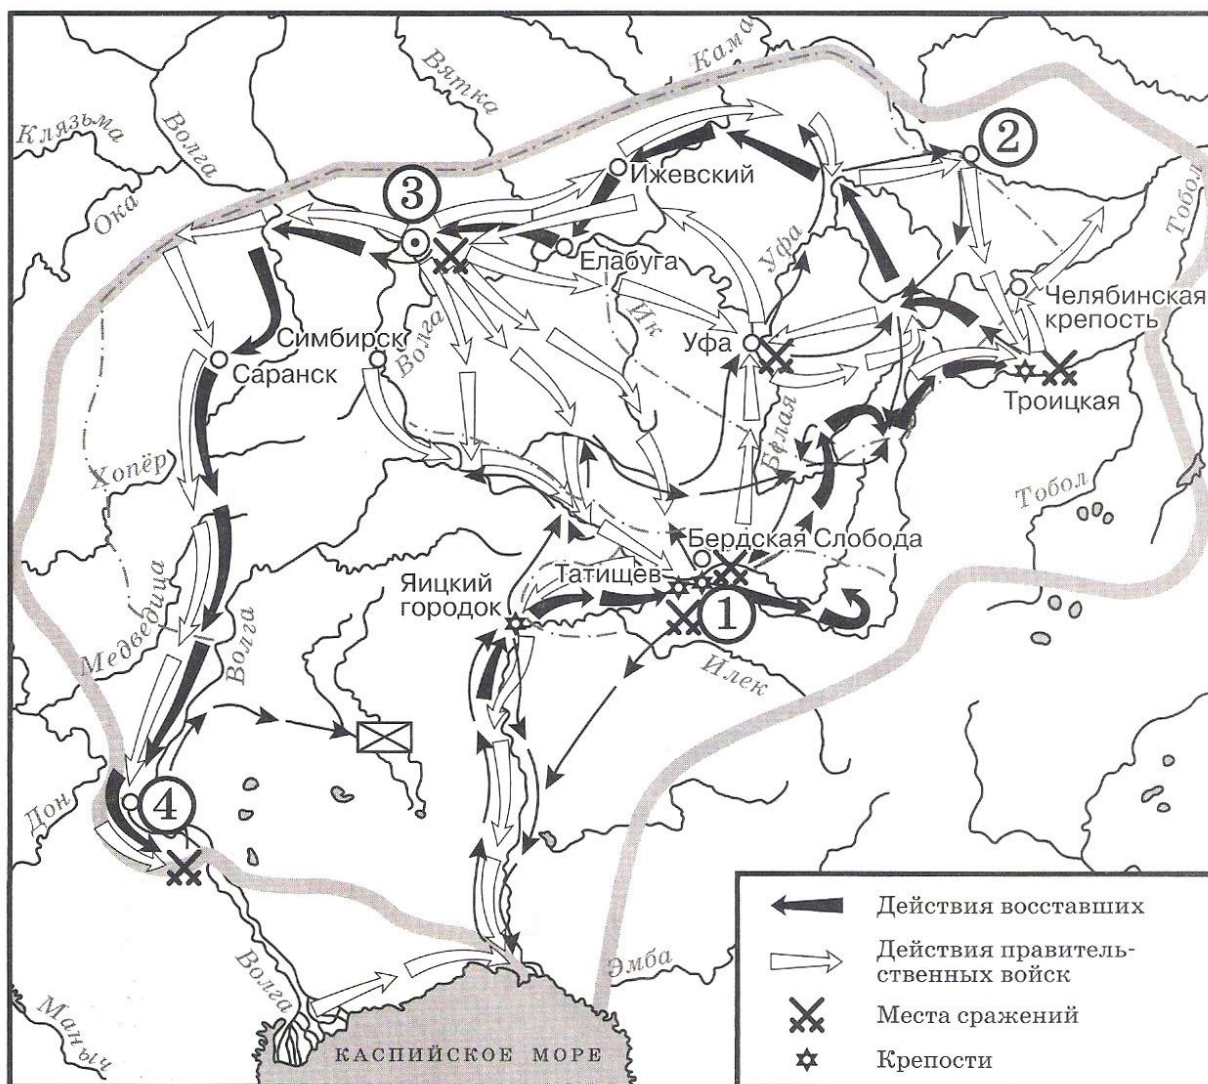 Кама
Вятка
Клязьма
Волга
2
Тобол
Ока
3
Ижевский
Елабуга
Уфа
Ик
Челябинская
крепость
Симбирск
Волга
Уфа
Саранск
Троицкая
Белая
Хопёр
Тобол
Бердская Слобода
Татищев
Яицкий
городок
1
Медведица
Волга
Илек
Дон
4
Действия восставших
Действия правитель-
ственных войск
Эмба
Волга
Места сражений
Маныч
КАСПИЙСКОЕ МОРЕ
Крепости